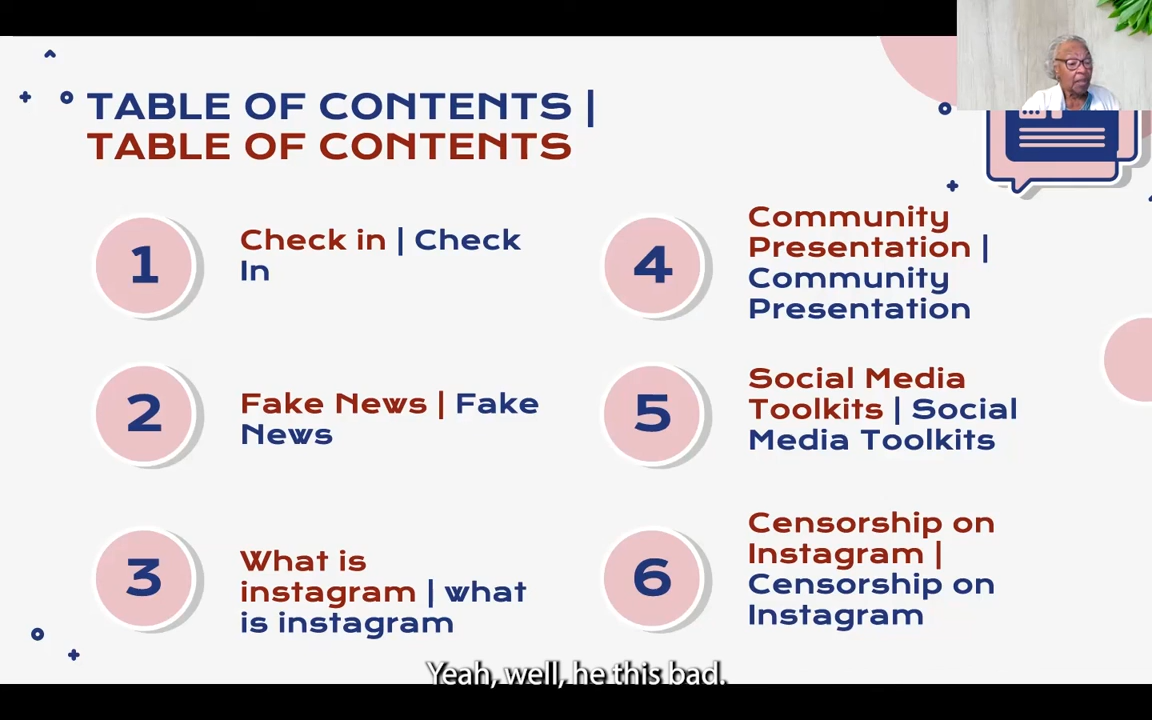 TABLE OF CONTENTS |
TABLE OF CONTENTS
1
Check in | Check
In
2
Fake News | Fake
News
3
What is
instagram | what
is instagram
4
Community
Presentation |
Community
Presentation
5
Social Media
Toolkits | Social
Media Toolkits
6
Censorship on
Instagram |
Censorship on
Instagram
Yeah, well, he this bad.